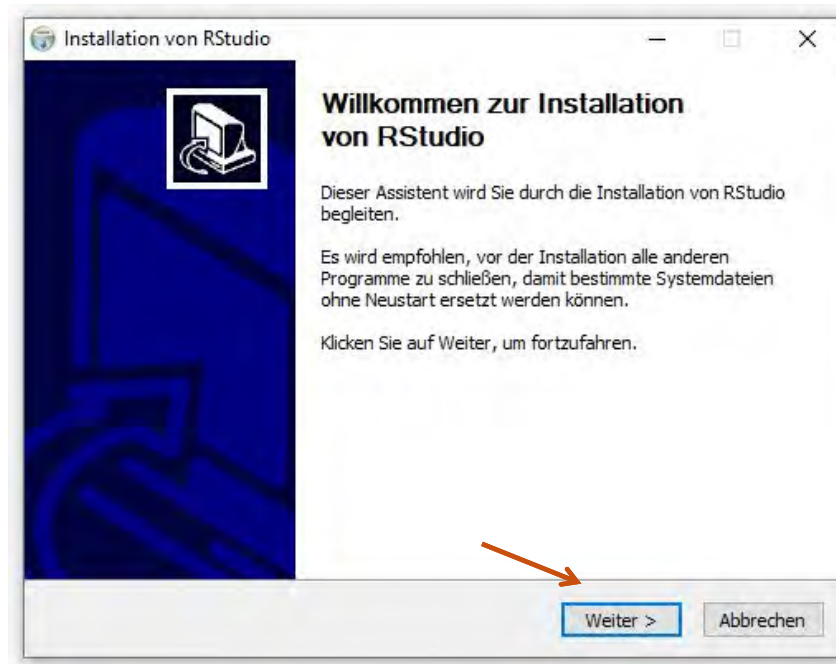 Installation von RStudio
Willkommen zur Installation
von RStudio
Dieser Assistent wird Sie durch die Installation von RStudio
begleiten.
Es wird empfohlen, vor der Installation alle anderen
Programme zu schließen, damit bestimmte Systemdateien
ohne Neustart ersetzt werden können.
Klicken Sie auf Weiter, um fortzufahren.
Weiter > Abbrechen